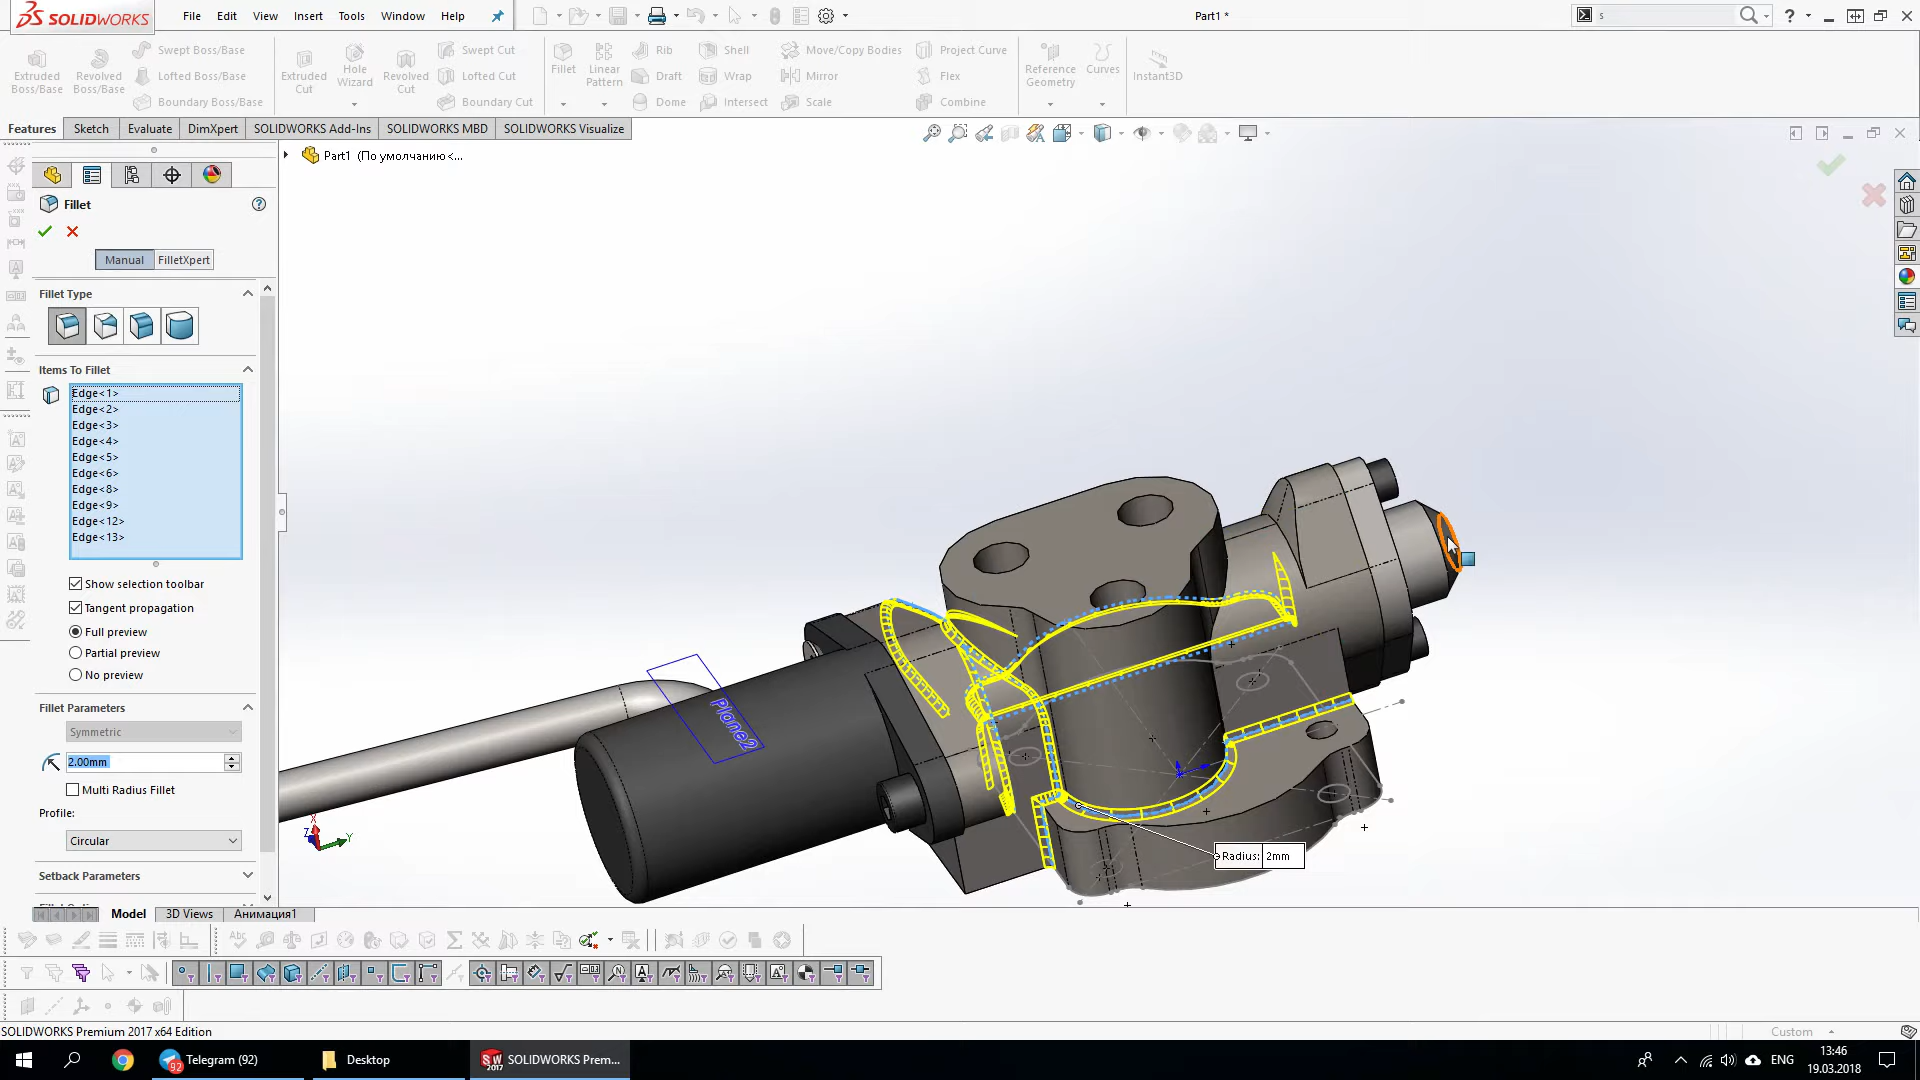 SOLIDWORKS
File Edit View Insert Tools Window Help
Part1 *
s
Extruded Boss/Base
Revolved Boss/Base
Swept Boss/Base
Lofted Boss/Base
Boundary Boss/Base
Extruded Cut
Hole Wizard
Revolved Cut
Swept Cut
Lofted Cut
Boundary Cut
Fillet
Linear Pattern
Rib
Draft
Dome
Shell
Wrap
Intersect
Move/Copy Bodies
Mirror
Scale
Project Curve
Flex
Combine
Reference Geometry
Curves
Instant3D
Features Sketch Evaluate DimXpert SOLIDWORKS Add-Ins SOLIDWORKS MBD SOLIDWORKS Visualize
Part1 (По умолчанию<...
Fillet
Manual FilletXpert
Fillet Type
Items To Fillet
Edge<1>
Edge<2>
Edge<3>
Edge<4>
Edge<5>
Edge<6>
Edge<8>
Edge<9>
Edge<12>
Edge<13>
Show selection toolbar
Tangent propagation
Full preview
Partial preview
No preview
Fillet Parameters
Symmetric
2.00mm
Multi Radius Fillet
Profile:
Circular
Setback Parameters
Plane2
Radius: 2mm
X
Z
Y
Model 3D Views Анимация1
SOLIDWORKS Premium 2017 x64 Edition
Custom
92
Telegram (92)
Desktop
SW
2017
SOLIDWORKS Prem...
ENG
13:46
19.03.2018